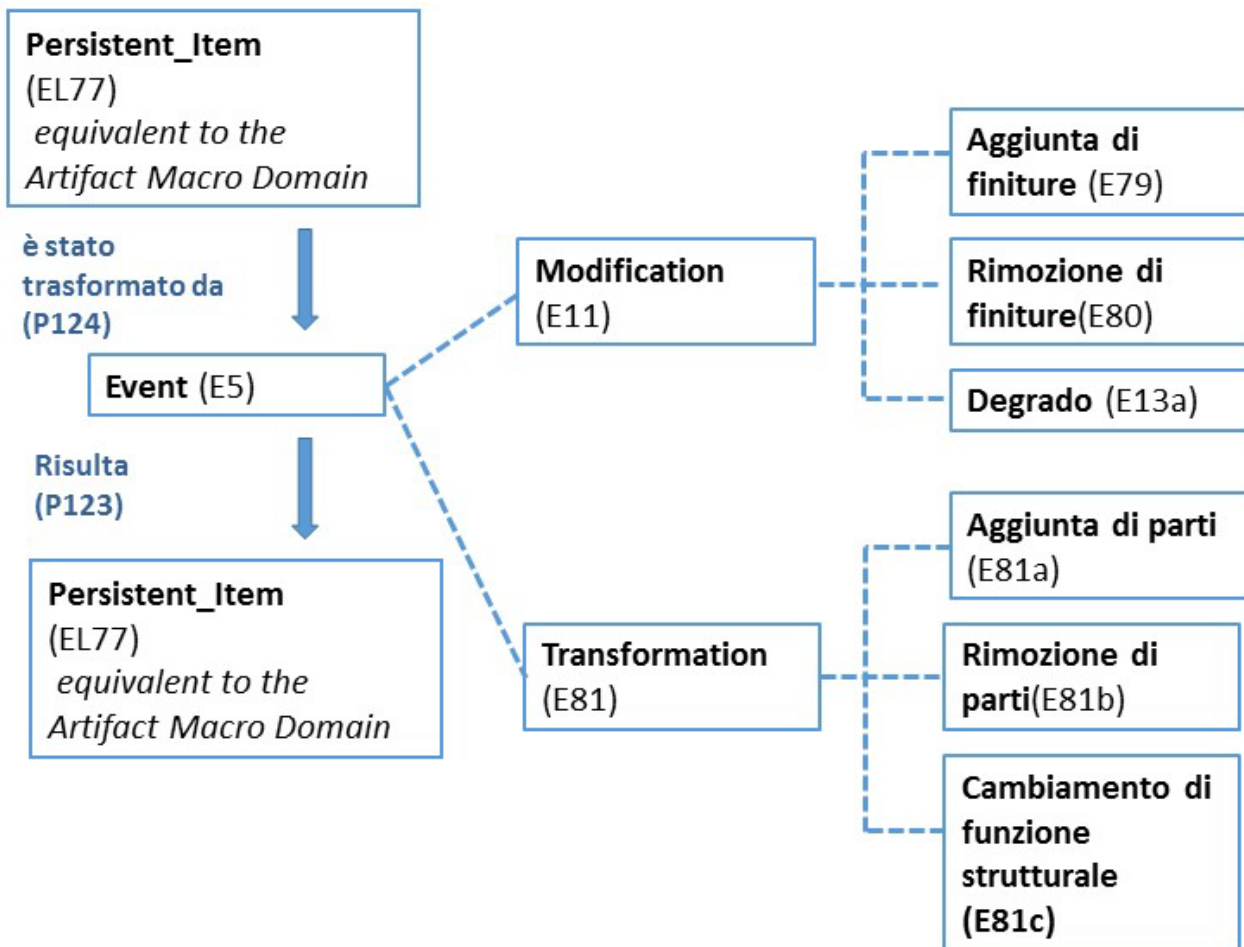 Persistent_Item
(EL77)
equivalent to the
Artifact Macro Domain
è stato
trasformato da
(P124)
Event (E5)
Risulta
(P123)
Persistent_Item
(EL77)
equivalent to the
Artifact Macro Domain
Modification
(E11)
Transformation
(E81)
Aggiunta di
finiture (E79)
Rimozione di
finiture(E80)
Degrado (E13a)
Aggiunta di parti
(E81a)
Rimozione di
parti(E81b)
Cambiamento di
funzione
strutturale
(E81c)